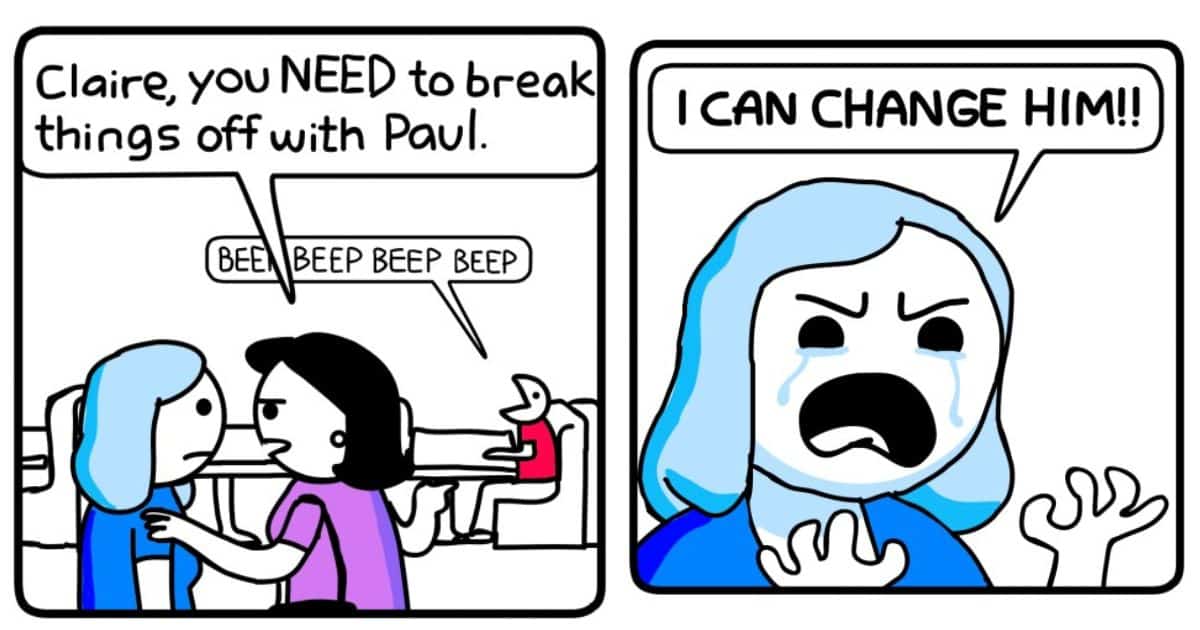 Claire, you NEED to break
things off with Paul.
BEEP BEEP BEEP BEEP
I CAN CHANGE HIM!!